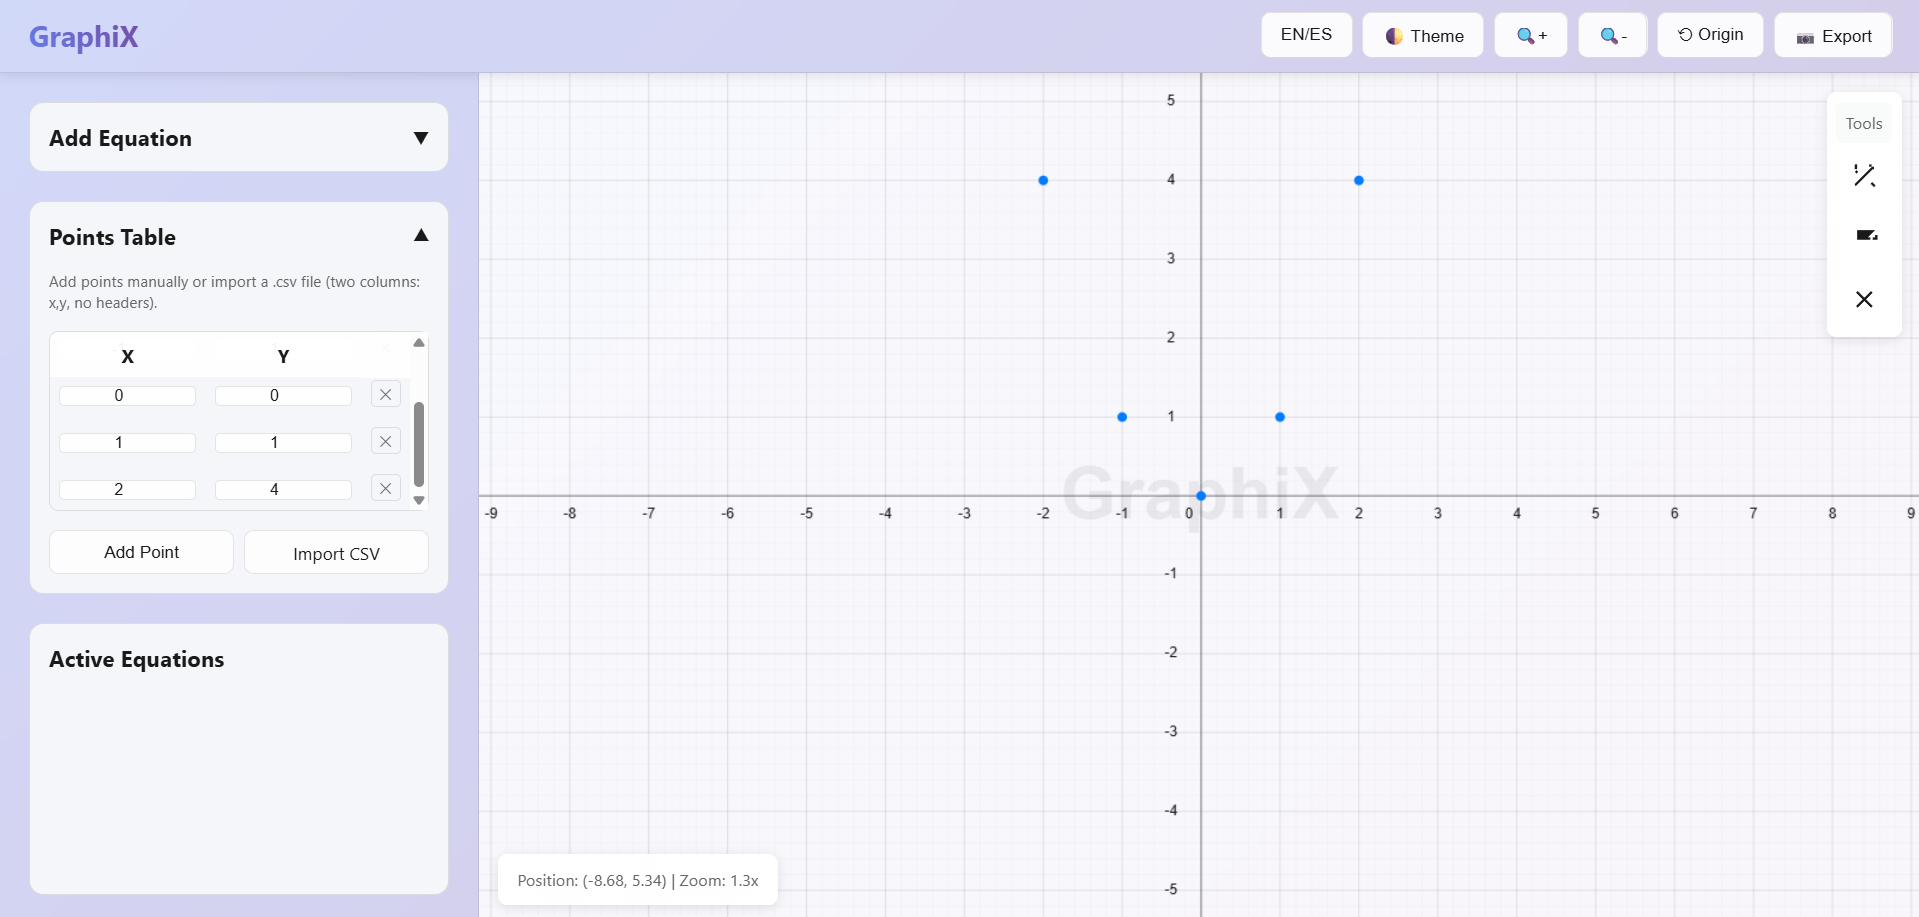 GraphiX
EN/ES
Theme
+
-
Origin
Export
Add Equation
Points Table
Add points manually or import a .csv file (two columns:
x,y, no headers).
X Y
0 0
1 1
2 4
Add Point
Import CSV
Active Equations
5
4
3
2
1
-9 -8 -7 -6 -5 -4 -3 -2 -1 0 1 2 3 4 5 6 7 8 9
-1
-2
-3
-4
-5
GraphiX
Position: (-8.68, 5.34) | Zoom: 1.3x
Tools